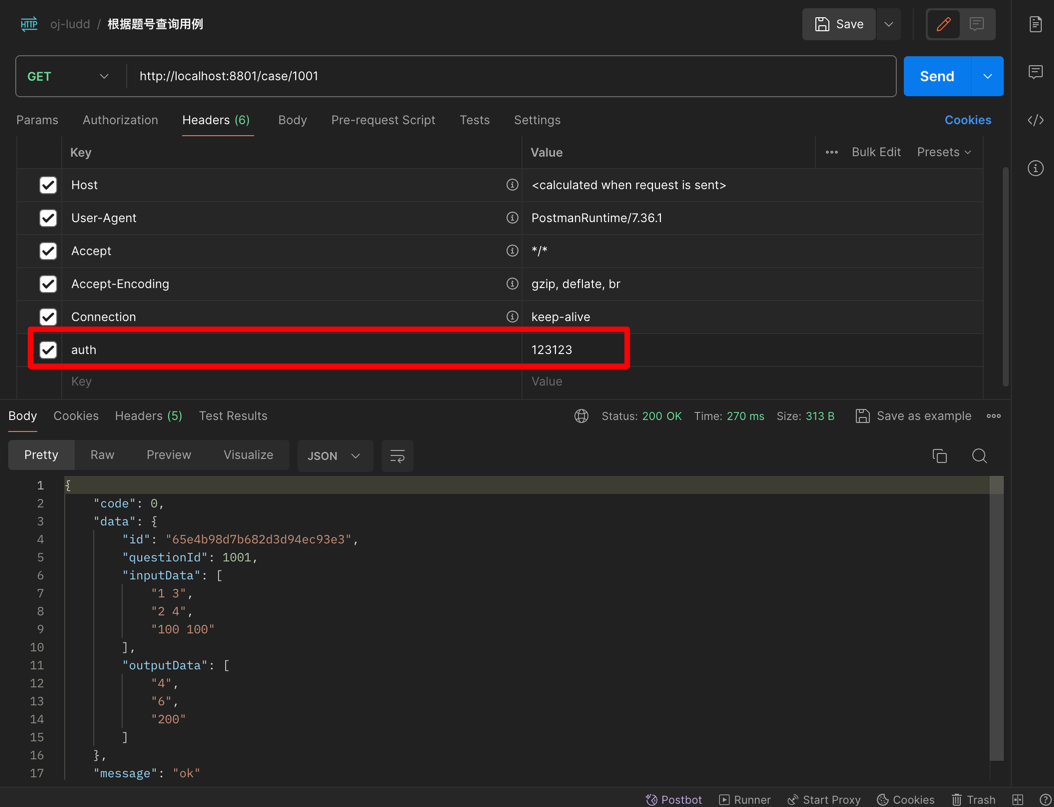 HTTP oj-ludd / 根据题号查询用例 Save
GET http://localhost:8801/case/1001 Send
Params Authorization Headers (6) Body Pre-request Script Tests Settings Cookies
Key Value ••• Bulk Edit Presets
Host <calculated when request is sent>
User-Agent PostmanRuntime/7.36.1
Accept */*
Accept-Encoding gzip, deflate, br
Connection keep-alive
auth 123123
Key Value
Body Cookies Headers (5) Test Results Status: 200 OK Time: 270 ms Size: 313 B Save as example
Pretty Raw Preview Visualize JSON
1 {
2 "code": 0,
3 "data": {
4 "id": "65e4b98d7b682d3d94ec93e3",
5 "questionId": 1001,
6 "inputData": [
7 "1 3",
8 "2 4",
9 "100 100"
10 ],
11 "outputData": [
12 "4",
13 "6",
14 "200"
15 ]
16 },
17 "message": "ok"
Postbot Runner Start Proxy Cookies Trash